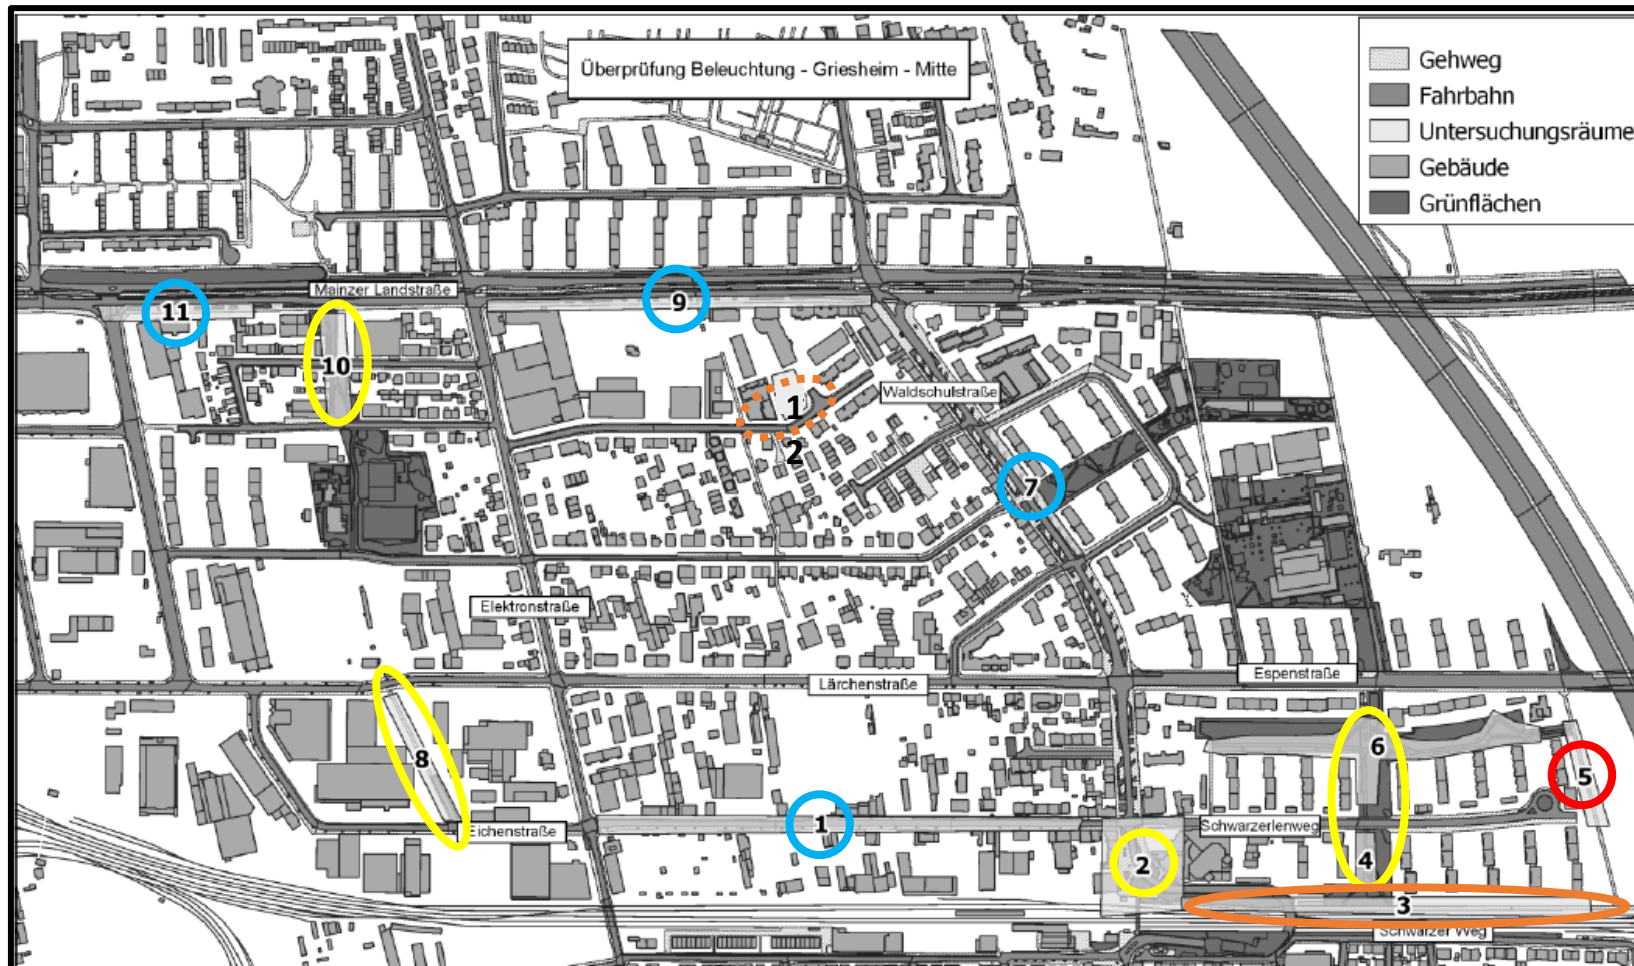 Überprüfung Beleuchtung - Griesheim - Mitte
Gehweg
Fahrbahn
Untersuchungsräume
Gebäude
Grünflächen
Mainzer Landstraße
11
9
10
1
2
Waldschulstraße
7
Elektronstraße
Espenstraße
Lärchenstraße
6
8
5
1
Schwarzerlenweg
Eichenstraße
2
4
3
Schwarzer Weg